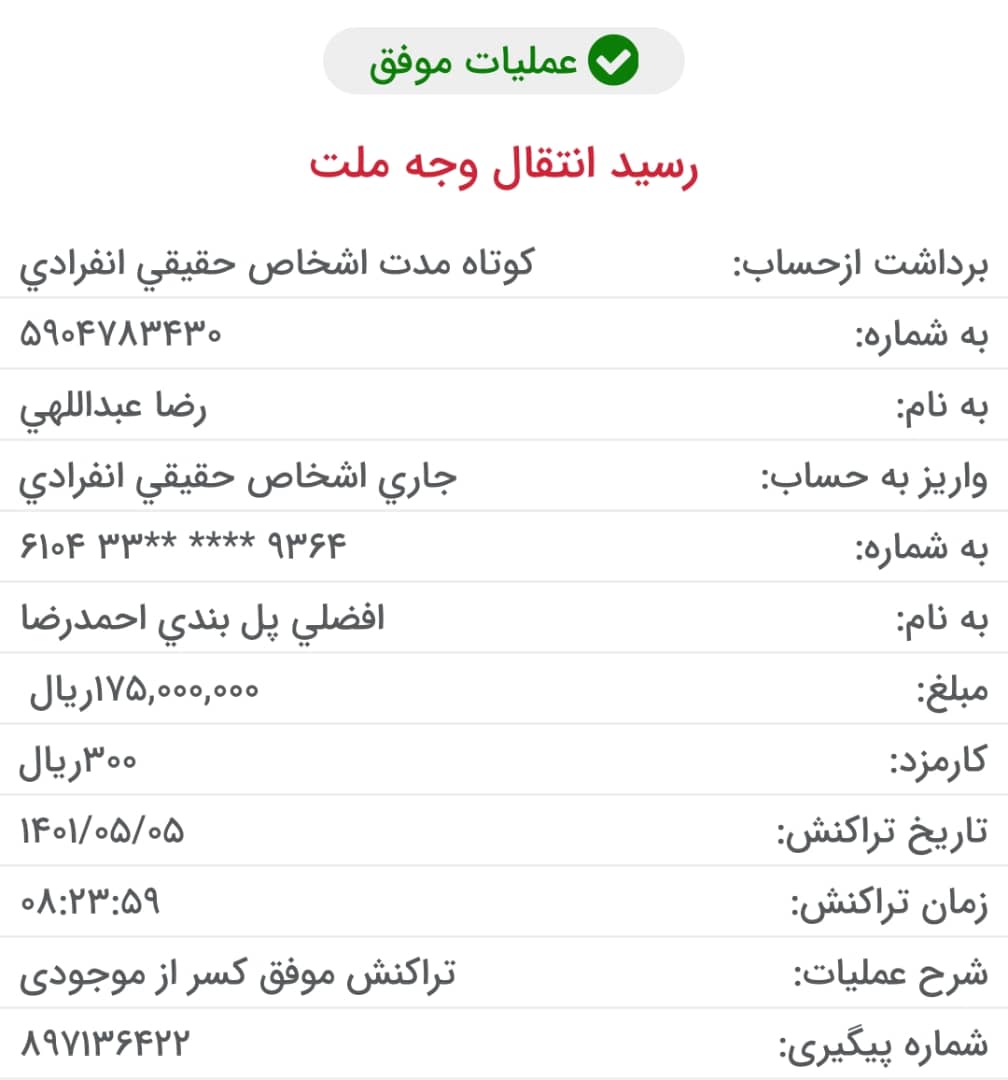 عملیات موفق
رسید انتقال وجه ملت
برداشت ازحساب: کوتاه مدت اشخاص حقيقي انفرادي
به شماره: ۵۹۰۴۷۸۳۴۳۰
به نام: رضا عبداللهي
واریز به حساب: جاري اشخاص حقيقي انفرادي
به شماره: ۶۱۰۴ ۳۳** **** ۹۳۶۴
به نام: افضلي پل بندي احمدرضا
مبلغ: ۱۷۵,۰۰۰,۰۰۰ریال
کارمزد: ۳۰۰ریال
تاریخ تراکنش: ۱۴۰۱/۰۵/۰۵
زمان تراکنش: ۰۸:۲۳:۵۹
شرح عملیات: تراکنش موفق کسر از موجودی
شماره پیگیری: ۸۹۷۱۳۶۴۲۲